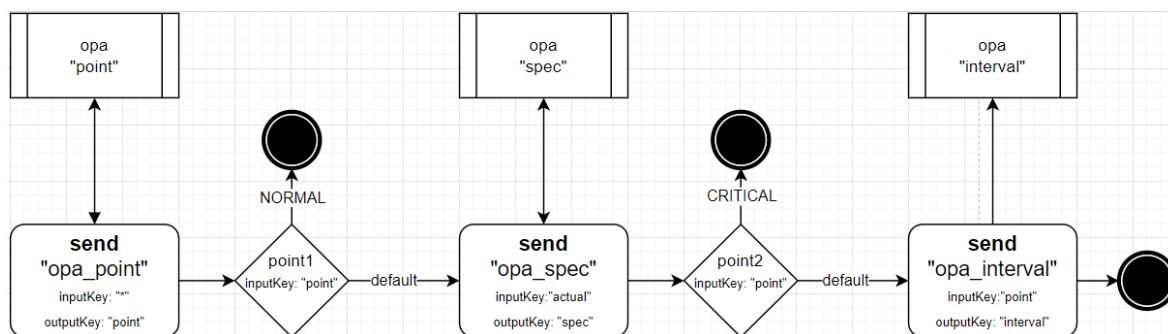 opa
"point"
opa
"spec"
opa
"interval"
NORMAL
CRITICAL
send
"opa_point"
inputKey: "*"
outputKey: "point"
point1
inputKey: "point"
default
send
"opa_spec"
inputKey:"actual"
outputKey: "spec"
point2
inputKey: "point"
default
send
"opa_interval"
inputKey:"point"
outputKey: "interval"